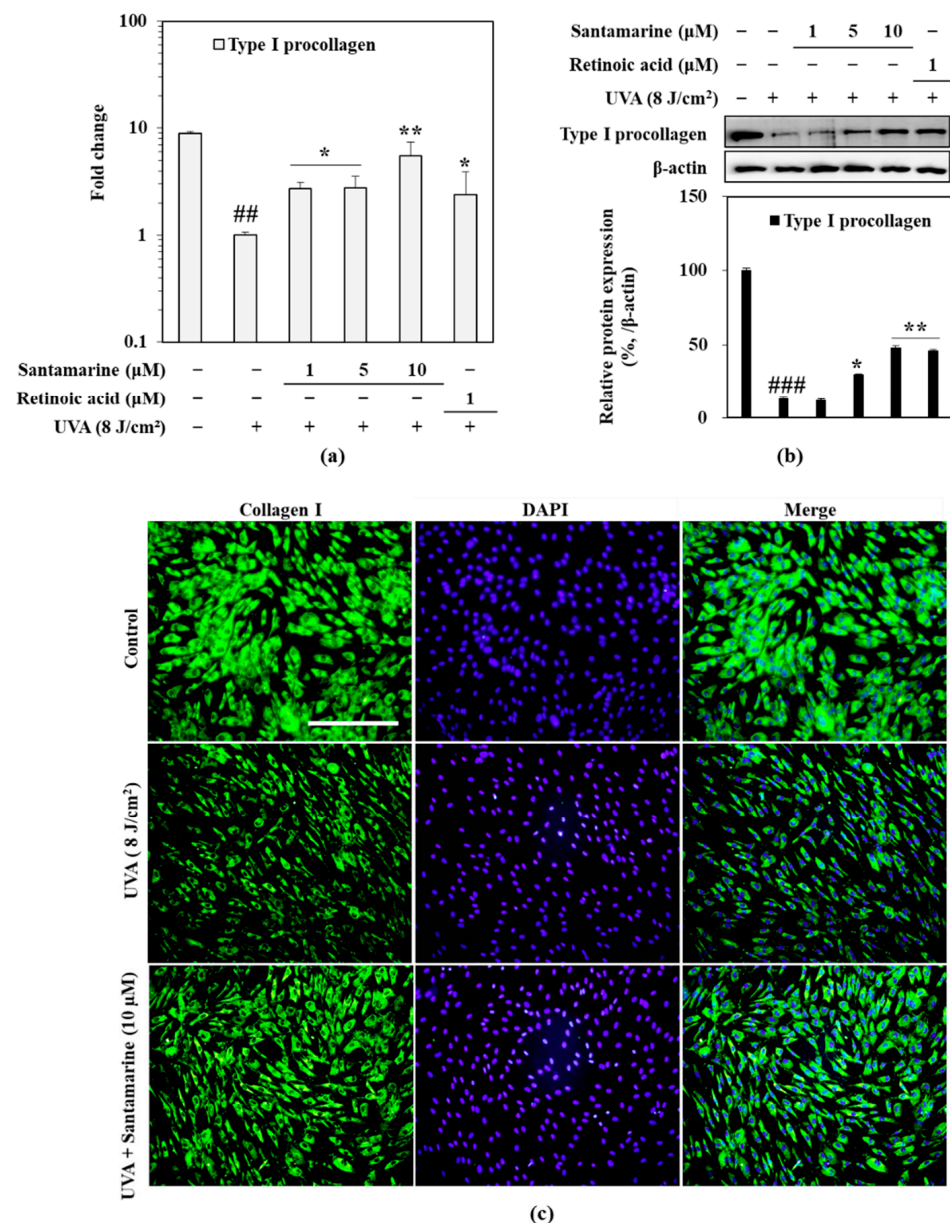 100
10
1
0.1
Fold change
Type I procollagen
##
*
**
*
Santamarine (µM) – – 1 5 10 –
Retinoic acid (µM) – – – – – 1
UVA (8 J/cm²) – + + + + +
(a)
Santamarine (µM) – – 1 5 10 –
Retinoic acid (µM) – – – – – 1
UVA (8 J/cm²) – + + + + +
Type I procollagen
β-actin
Type I procollagen
150
100
50
0
Relative protein expression
(%, /β-actin)
###
*
**
(b)
Collagen I DAPI Merge
Control
UVA ( 8 J/cm²)
UVA + Santamarine (10 µM)
(c)